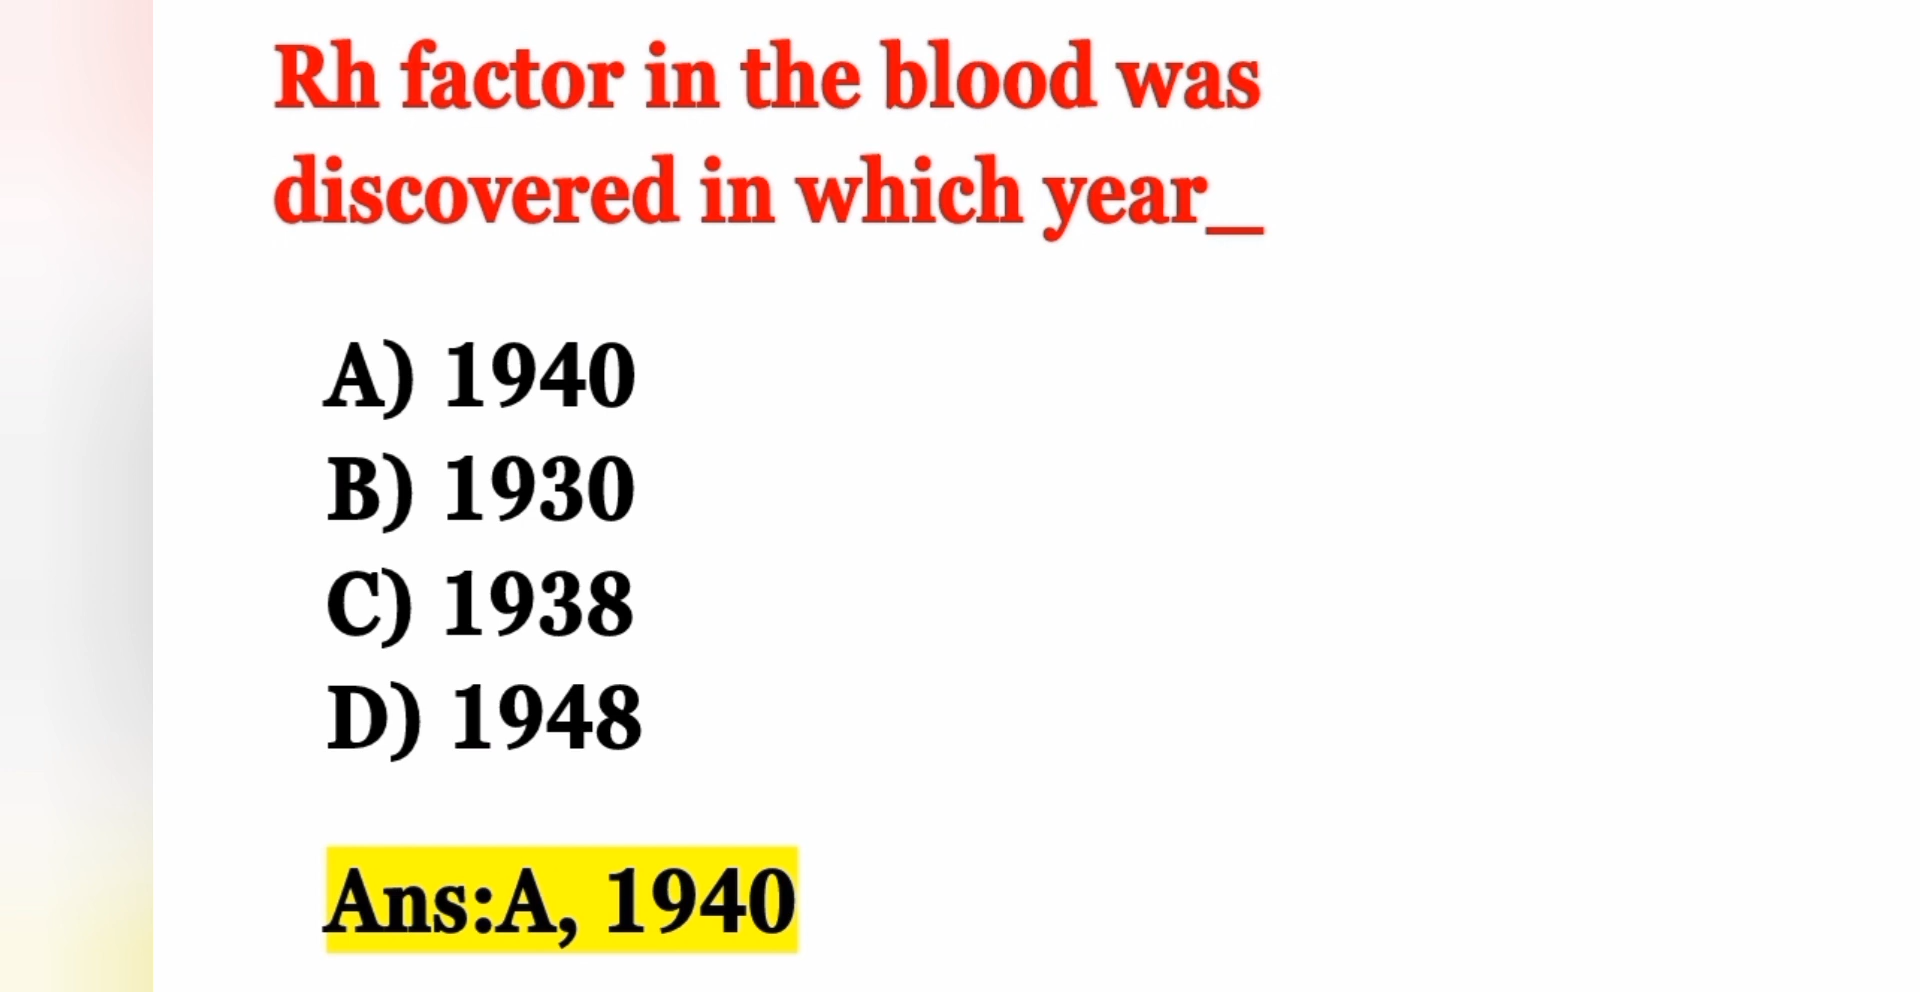 Rh factor in the blood was
discovered in which year_
A) 1940
B) 1930
C) 1938
D) 1948
Ans:A, 1940